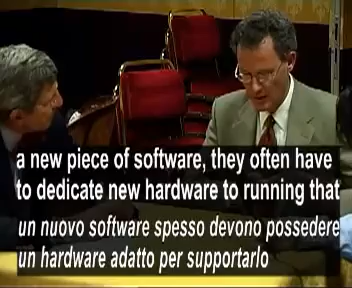 a new piece of software, they often have
to dedicate new hardware to running that
un nuovo software spesso devono possedere
un hardware adatto per supportarlo